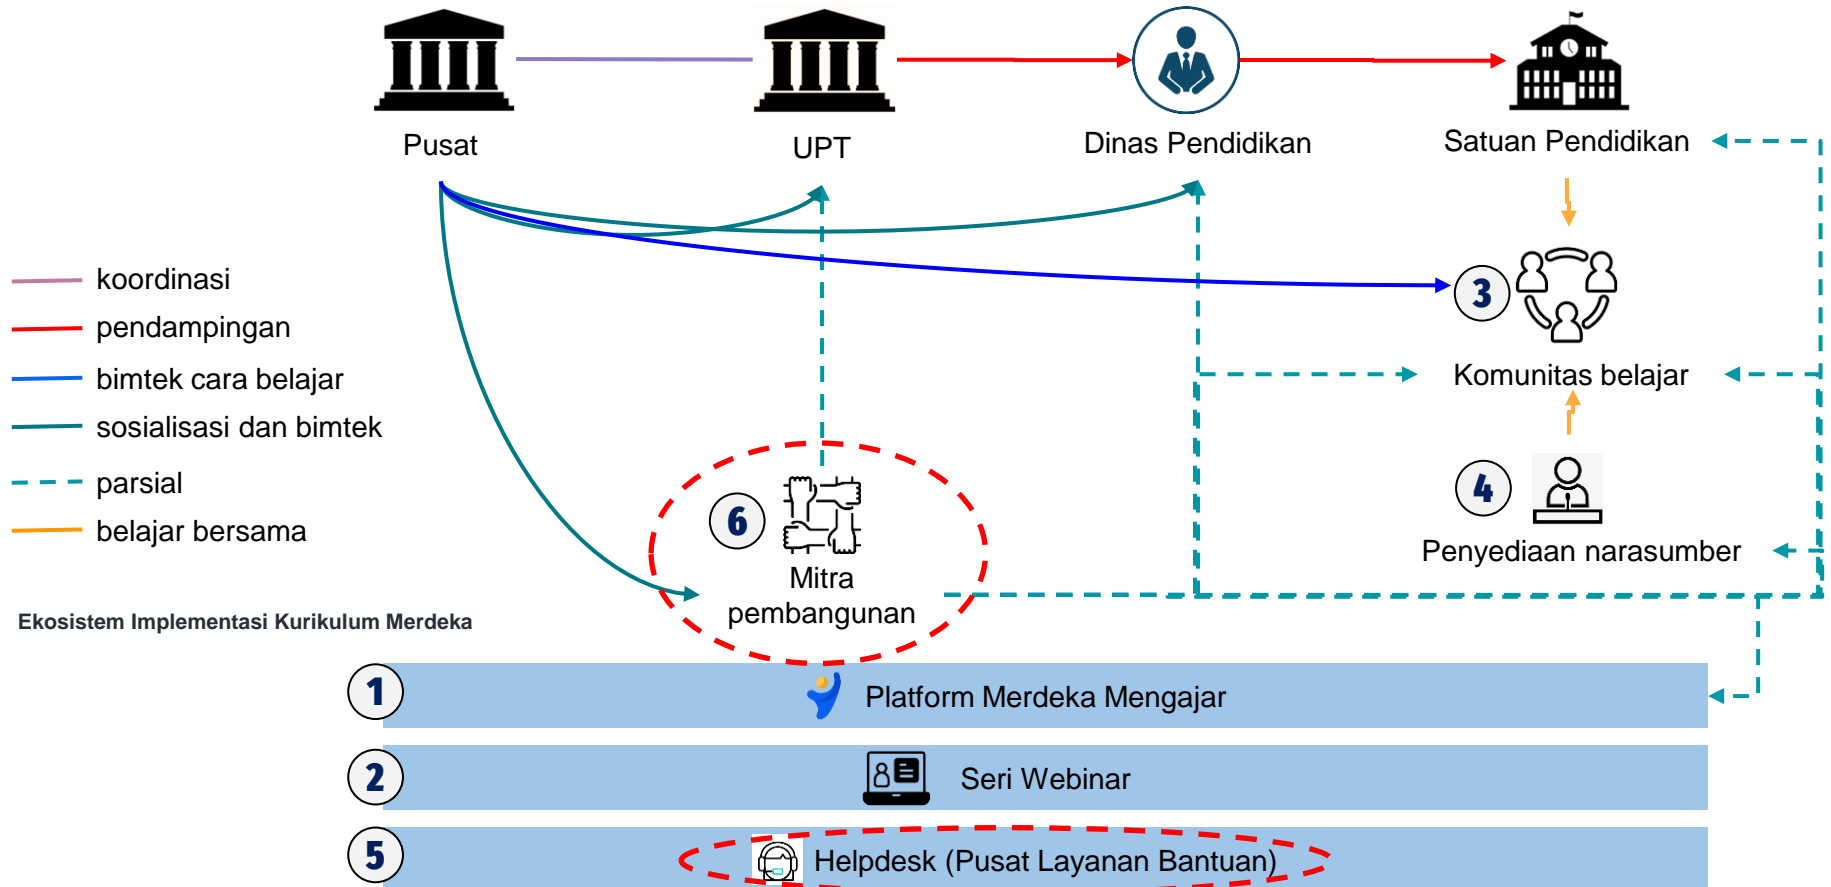 Pusat
UPT
Dinas Pendidikan
Satuan Pendidikan
koordinasi
pendampingan
bimtek cara belajar
sosialisasi dan bimtek
parsial
belajar bersama
3
Komunitas belajar
4
Penyediaan narasumber
6
Mitra
pembangunan
Ekosistem Implementasi Kurikulum Merdeka
1
Platform Merdeka Mengajar
2
Seri Webinar
5
Helpdesk (Pusat Layanan Bantuan)